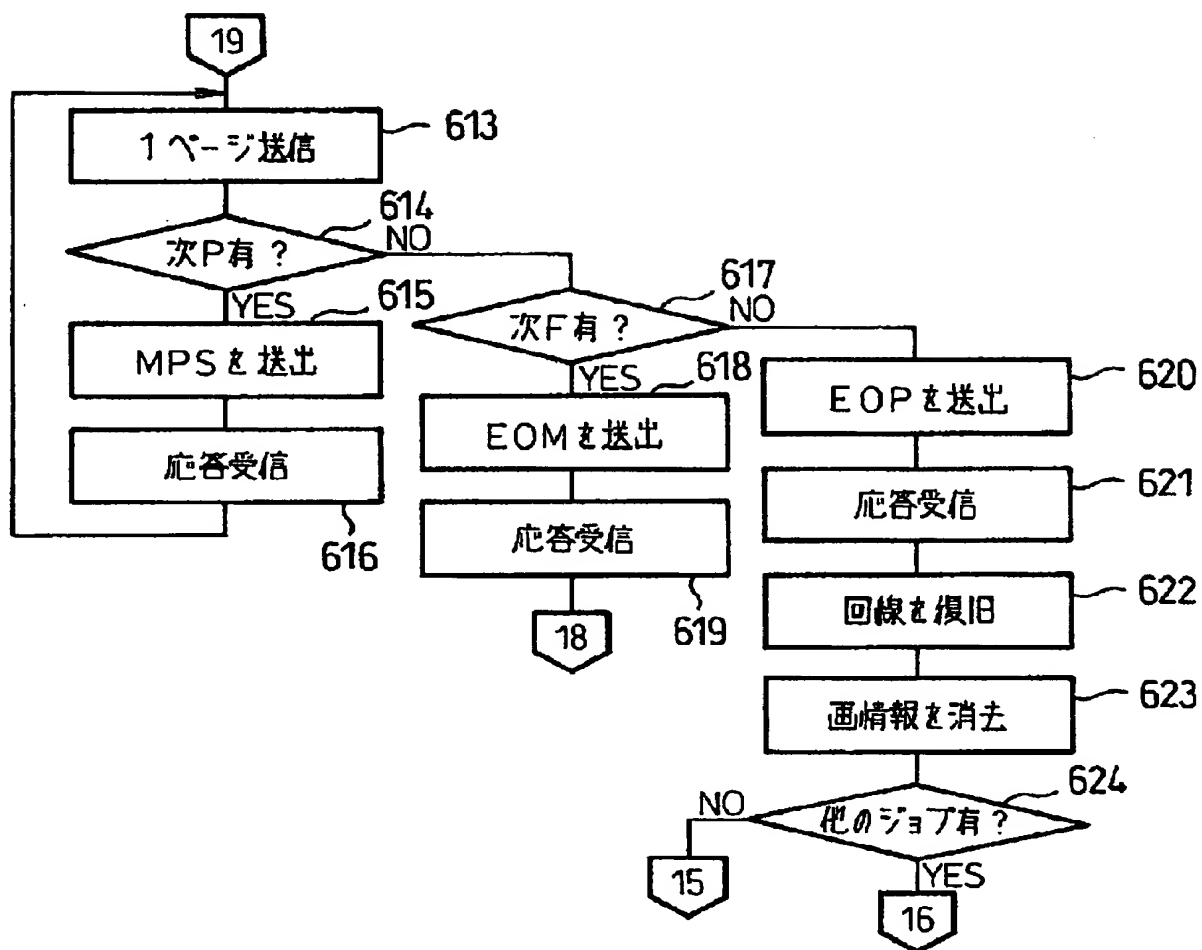 19
1ページ送信
613
次P有?
614
NO
YES
615
MPSを送出
応答受信
616
次F有?
617
NO
YES
618
EOMを送出
応答受信
619
18
EOPを送出
620
応答受信
621
回線を復旧
622
画情報を消去
623
他のジョブ有?
624
NO
15
YES
16